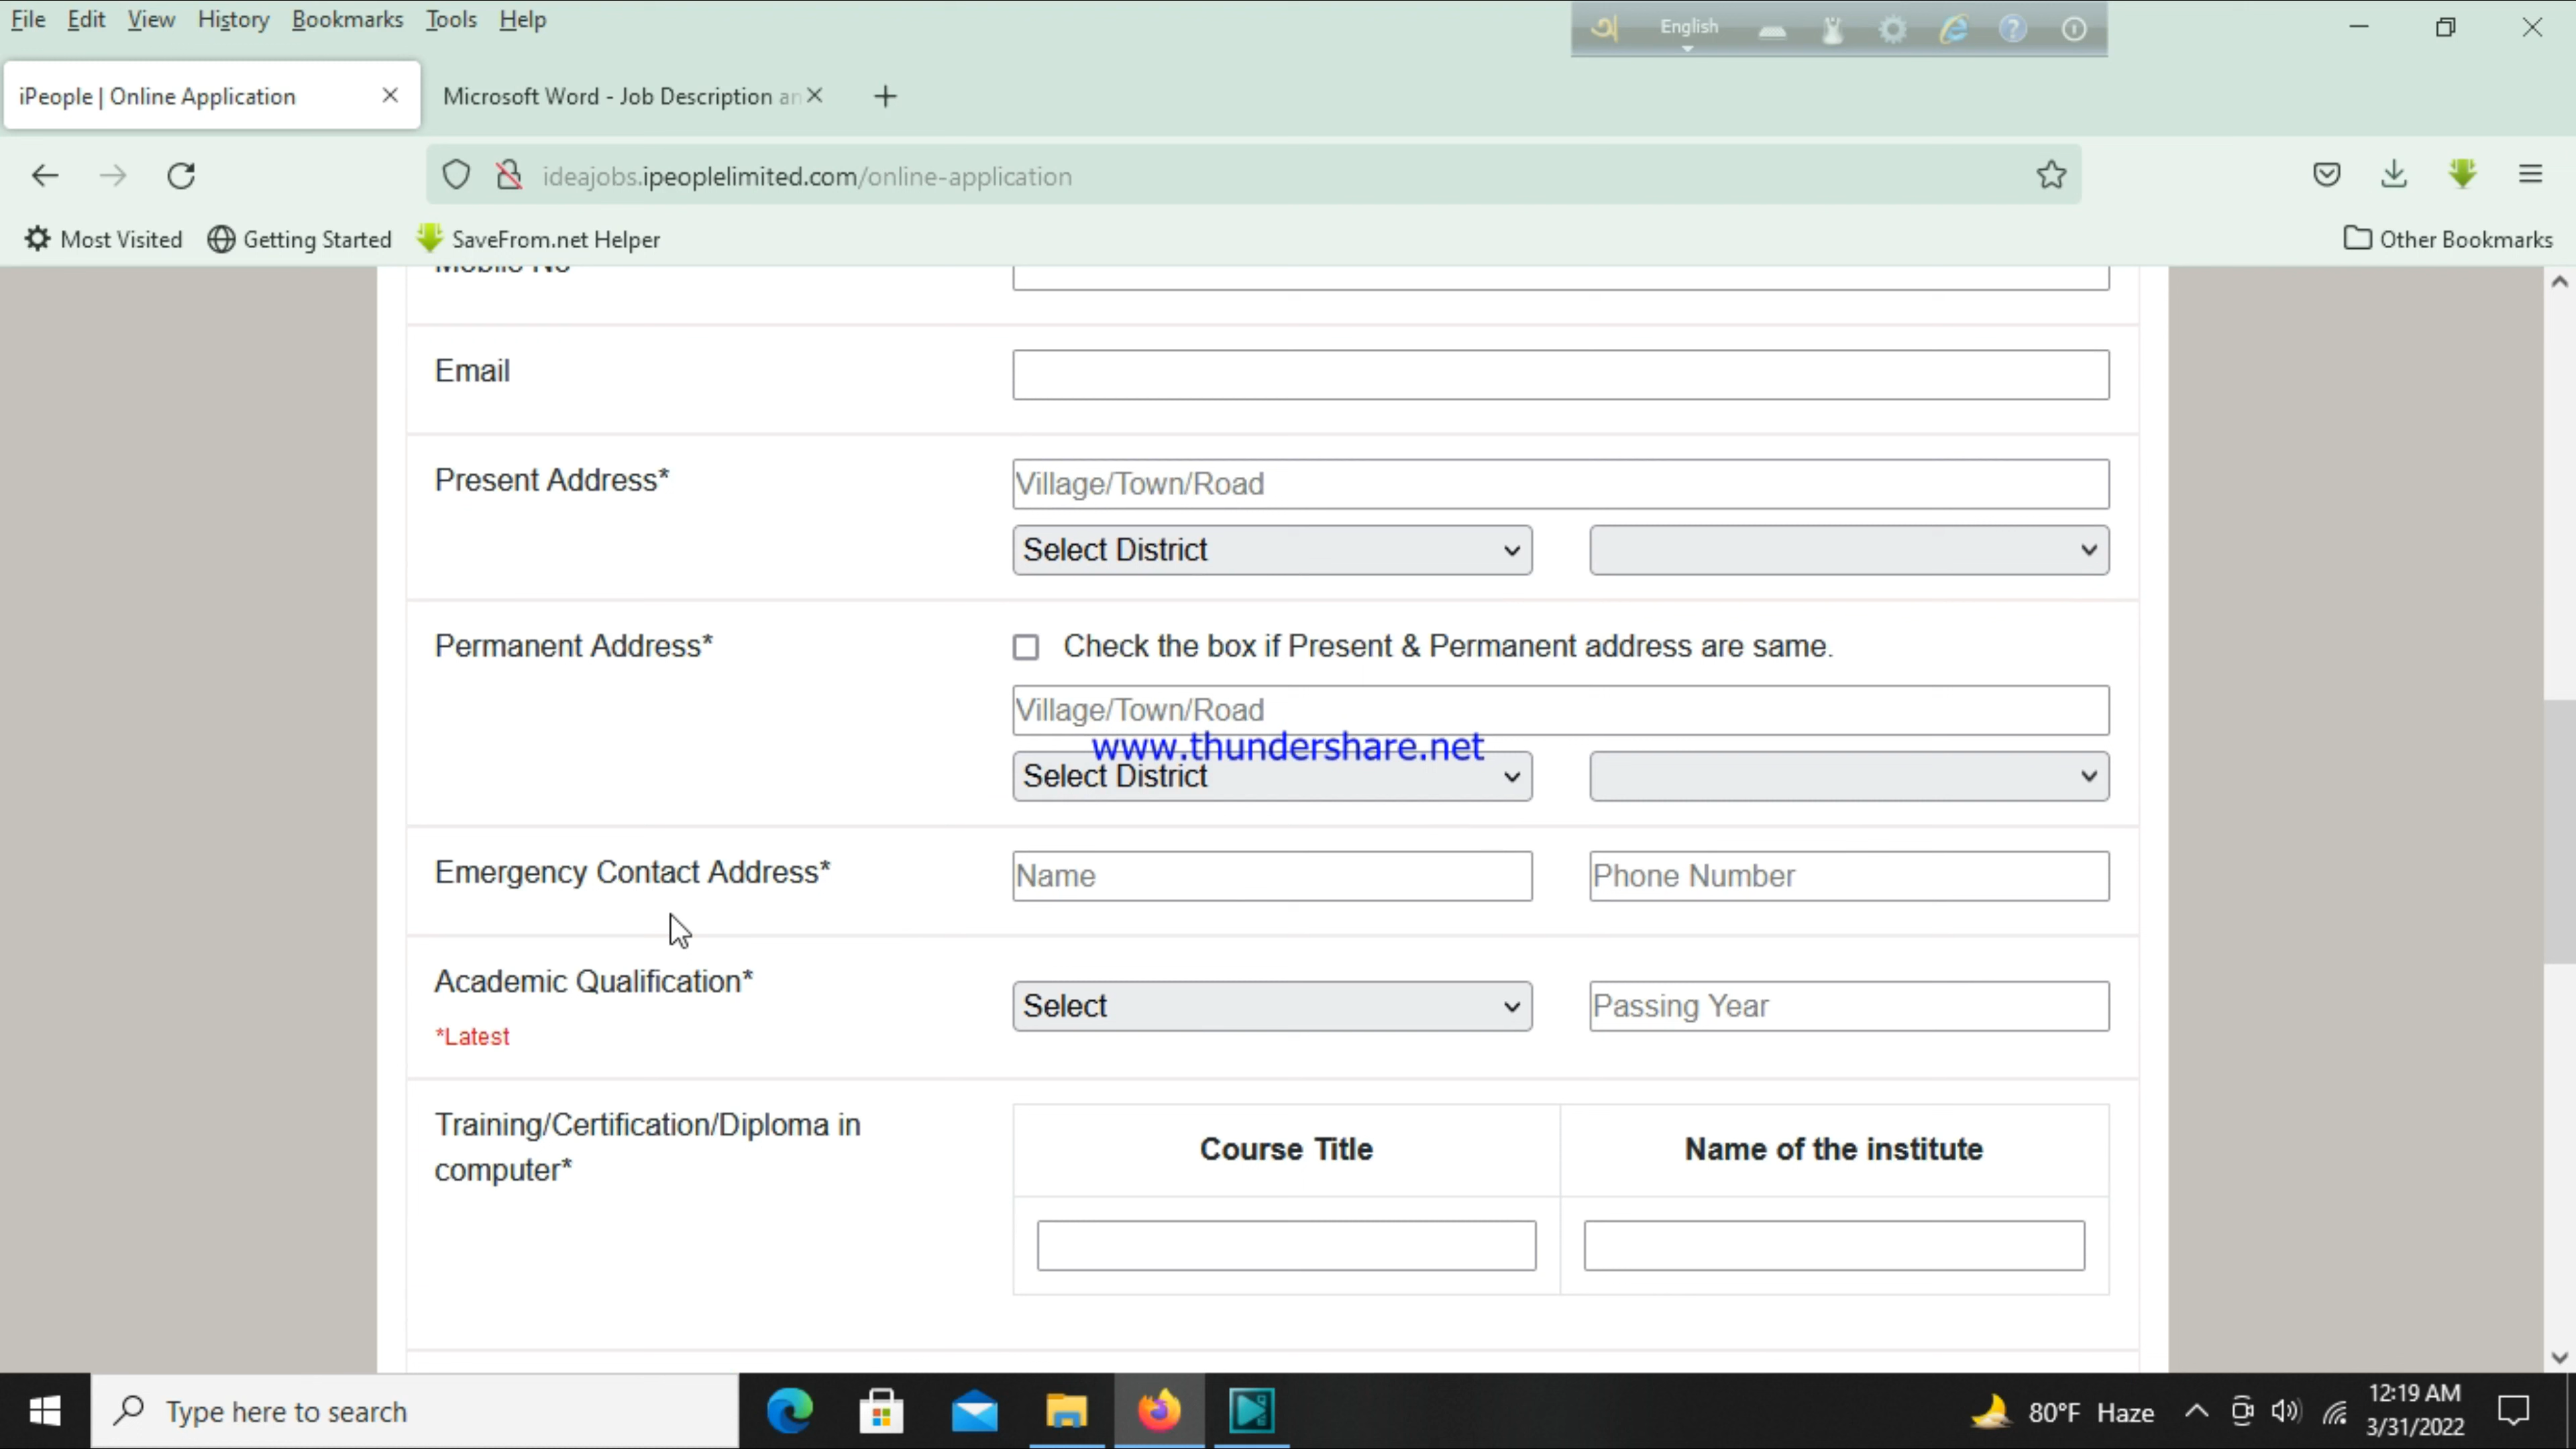 File Edit View History Bookmarks Tools Help
অ English
iPeople | Online Application
Microsoft Word - Job Description an
ideajobs.ipeoplelimited.com/online-application
Most Visited Getting Started SaveFrom.net Helper Other Bookmarks
Mobile No
Email
Present Address*
Village/Town/Road
Select District
Permanent Address*
Check the box if Present & Permanent address are same.
Village/Town/Road
www.thundershare.net
Select District
Emergency Contact Address*
Name
Phone Number
Academic Qualification*
*Latest
Select
Passing Year
Training/Certification/Diploma in
computer*
Course Title
Name of the institute
Type here to search
80°F Haze
12:19 AM
3/31/2022